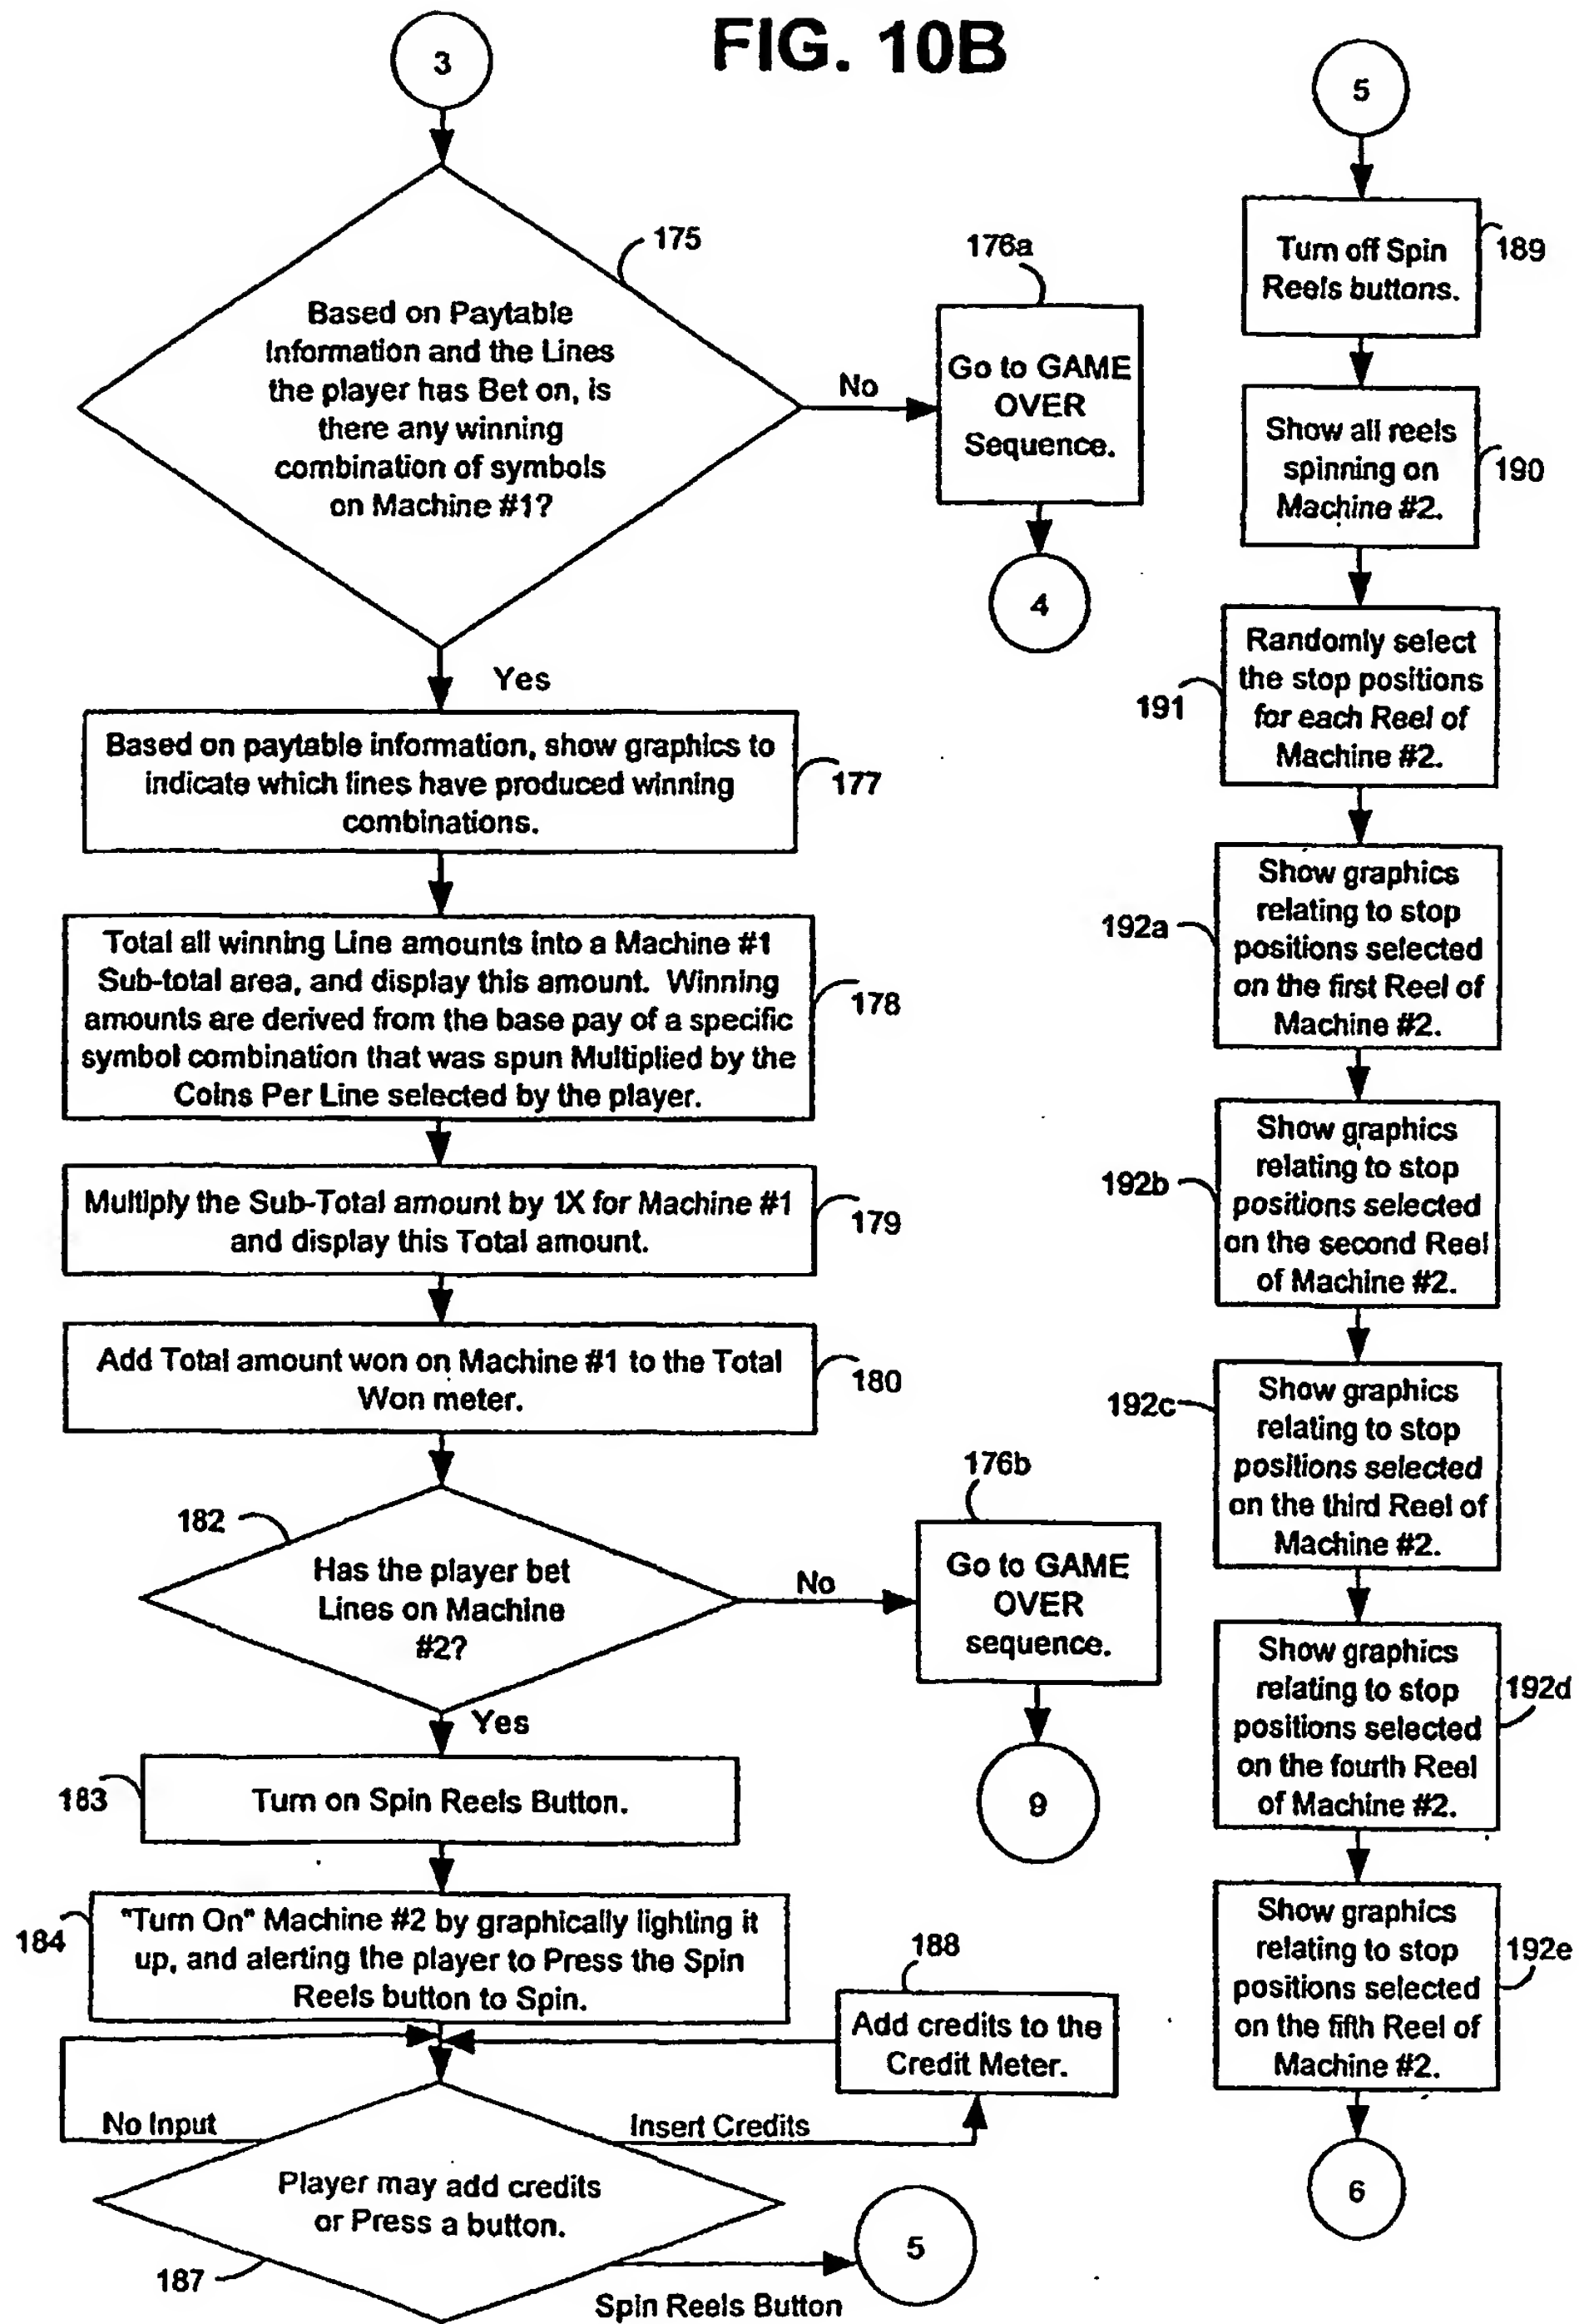 FIG. 10B
3
175
Based on Paytable
Information and the Lines
the player has Bet on, is
there any winning
combination of symbols
on Machine #1?
No
176a
Go to GAME
OVER
Sequence.
4
Yes
Based on paytable information, show graphics to
indicate which lines have produced winning
combinations.
177
Total all winning Line amounts into a Machine #1
Sub-total area, and display this amount. Winning
amounts are derived from the base pay of a specific
symbol combination that was spun Multiplied by the
Coins Per Line selected by the player.
178
Multiply the Sub-Total amount by 1X for Machine #1
and display this Total amount.
179
Add Total amount won on Machine #1 to the Total
Won meter.
180
182
Has the player bet
Lines on Machine
#2?
No
176b
Go to GAME
OVER
sequence.
9
Yes
183
Turn on Spin Reels Button.
184
"Turn On" Machine #2 by graphically lighting it
up, and alerting the player to Press the Spin
Reels button to Spin.
188
Add credits to the
Credit Meter.
No Input
Insert Credits
Player may add credits
or Press a button.
187
Spin Reels Button
5
5
Turn off Spin
Reels buttons.
189
Show all reels
spinning on
Machine #2.
190
191
Randomly select
the stop positions
for each Reel of
Machine #2.
192a
Show graphics
relating to stop
positions selected
on the first Reel of
Machine #2.
192b
Show graphics
relating to stop
positions selected
on the second Reel
of Machine #2.
192c
Show graphics
relating to stop
positions selected
on the third Reel of
Machine #2.
Show graphics
relating to stop
positions selected
on the fourth Reel
of Machine #2.
192d
Show graphics
relating to stop
positions selected
on the fifth Reel of
Machine #2.
192e
6